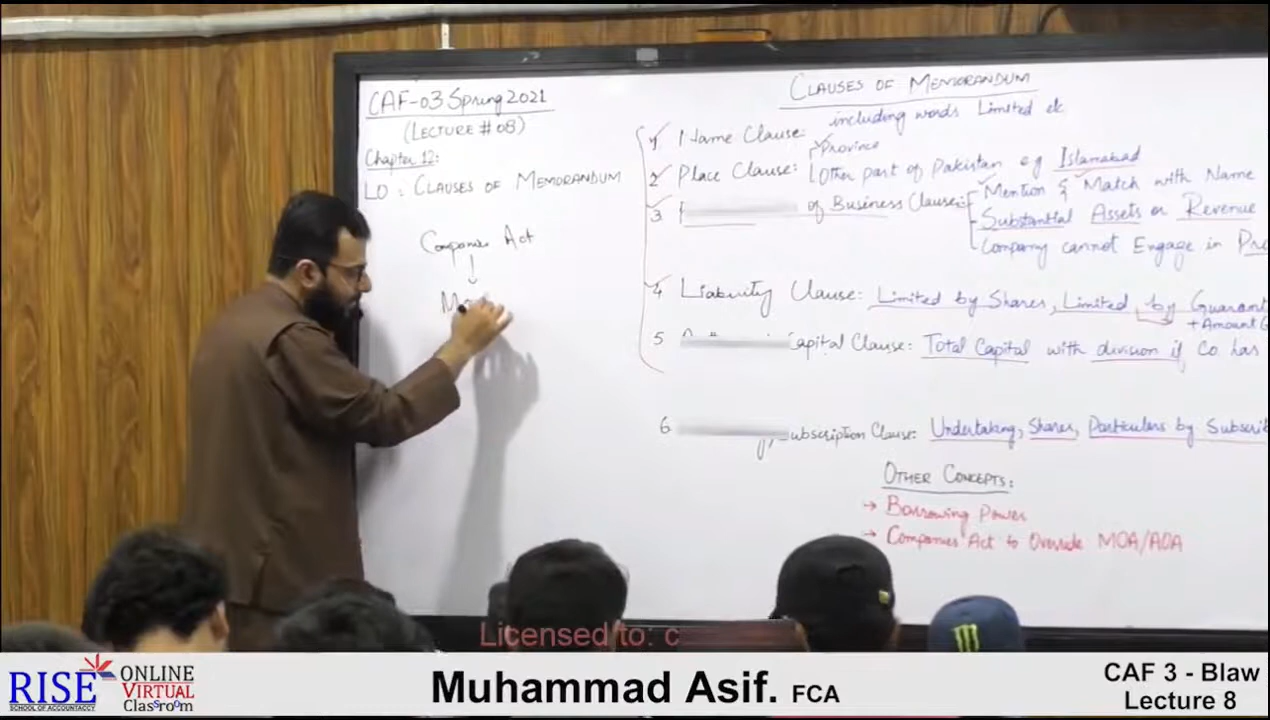 CAF-03 Spring 2021
(LECTURE #08)
Chapter 12:
LO: CLAUSES OF MEMORANDUM
Companies Act
CLAUSES OF MEMORANDUM
1 Name Clause: including words Limited etc
2 Place Clause: Province
Other part of Pakistan eg Islamabad
3 of Business Clause: Mention & Match with Name
Substantial Assets or Revenue
Company cannot Engage in
4 Liability Clause: Limited by Shares, Limited by Guarant
+Amount
5 Capital Clause: Total Capital with division if Co. has
6 ubscription Clause: Undertaking, Shares, Particulars by Subscrib
OTHER CONCEPTS:
→ Borrowing Power
→ Companies Act to Override MOA/AOA
Licensed to: c
RISE
SCHOOL OF ACCOUNTANCY
ONLINE
VIRTUAL
Classroom
Muhammad Asif. FCA
CAF 3 - Blaw
Lecture 8